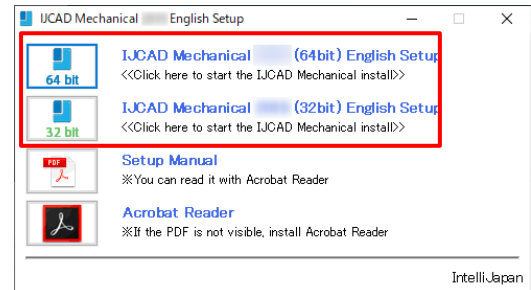 IJCAD Mechanical English Setup
IJCAD Mechanical (64bit) English Setup
64 bit
<<Click here to start the IJCAD Mechanical install>>
IJCAD Mechanical (32bit) English Setup
32 bit
<<Click here to start the IJCAD Mechanical install>>
PDF
Setup Manual
※You can read it with Acrobat Reader
Acrobat Reader
※If the PDF is not visible, install Acrobat Reader
IntelliJapan